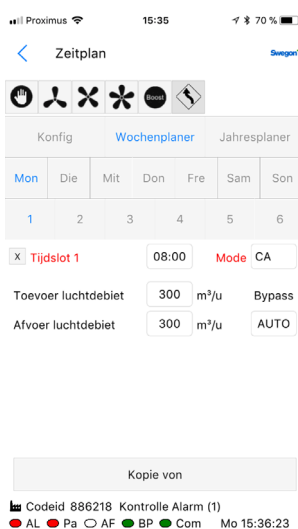 Proximus 15:35 70 %
Zeitplan Swegon
Boost
Konfig Wochenplaner Jahresplaner
Mon Die Mit Don Fre Sam Son
1 2 3 4 5 6
X Tijdslot 1 08:00 Mode CA
Toevoer luchtdebiet 300 m³/u Bypass
Afvoer luchtdebiet 300 m³/u AUTO
Kopie von
Codeid 886218 Kontrolle Alarm (1)
AL Pa AF BP Com Mo 15:36:23